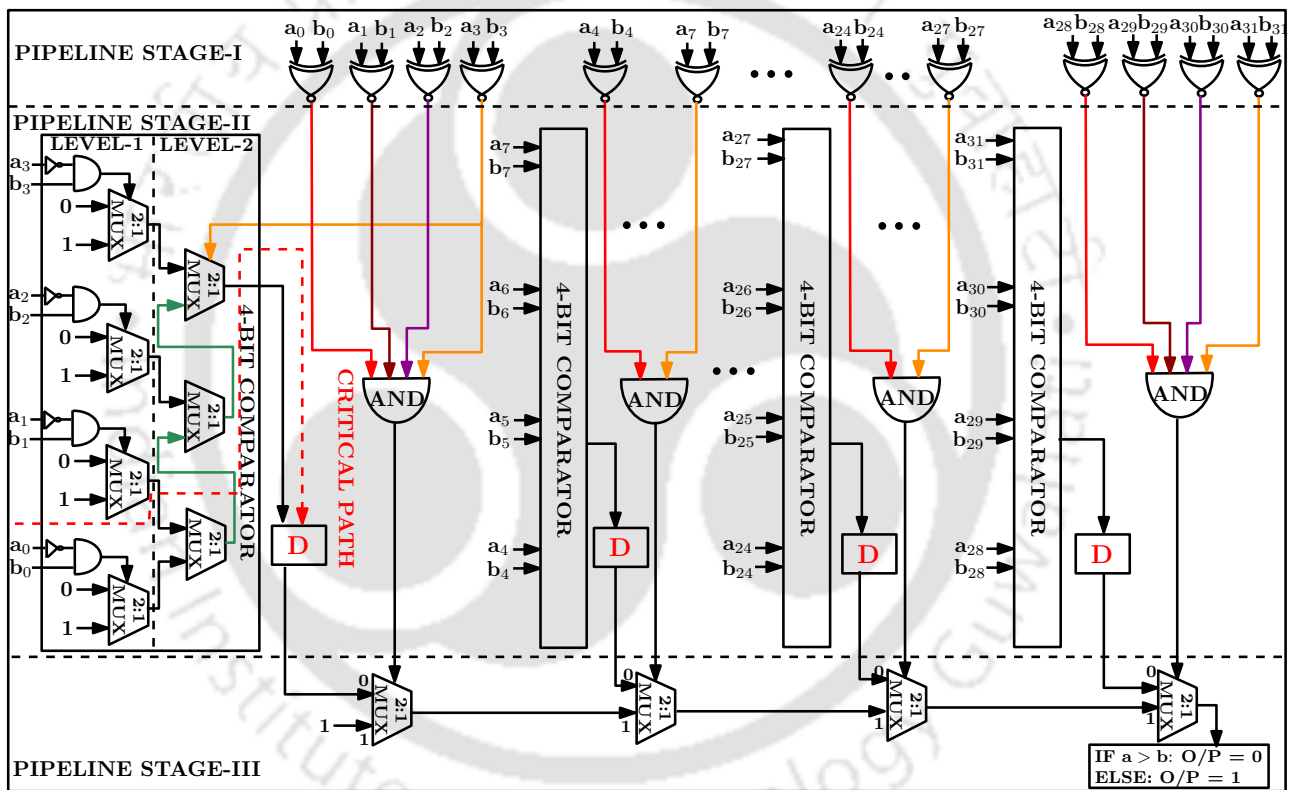 a0 b0 a1 b1 a2 b2 a3 b3 a4 b4 a7 b7 a24 b24 a27 b27 a28 b28 a29 b29 a30 b30 a31 b31
PIPELINE STAGE-I
PIPELINE STAGE-II
LEVEL-1 LEVEL-2
a3
b3
0
1
2:1
MUX
a2
b2
0
1
2:1
MUX
a1
b1
0
1
2:1
MUX
a0
b0
0
1
2:1
MUX
2:1
MUX
2:1
MUX
2:1
MUX
4-BIT COMPARATOR
D
CRITICAL PATH
AND
a7
b7
a6
b6
a5
b5
a4
b4
4-BIT COMPARATOR
D
AND
a27
b27
a26
b26
a25
b25
a24
b24
4-BIT COMPARATOR
D
AND
a31
b31
a30
b30
a29
b29
a28
b28
4-BIT COMPARATOR
D
AND
0
1
1
2:1
MUX
0
1
2:1
MUX
0
1
2:1
MUX
0
1
2:1
MUX
IF a > b: O/P = 0
ELSE: O/P = 1
PIPELINE STAGE-III